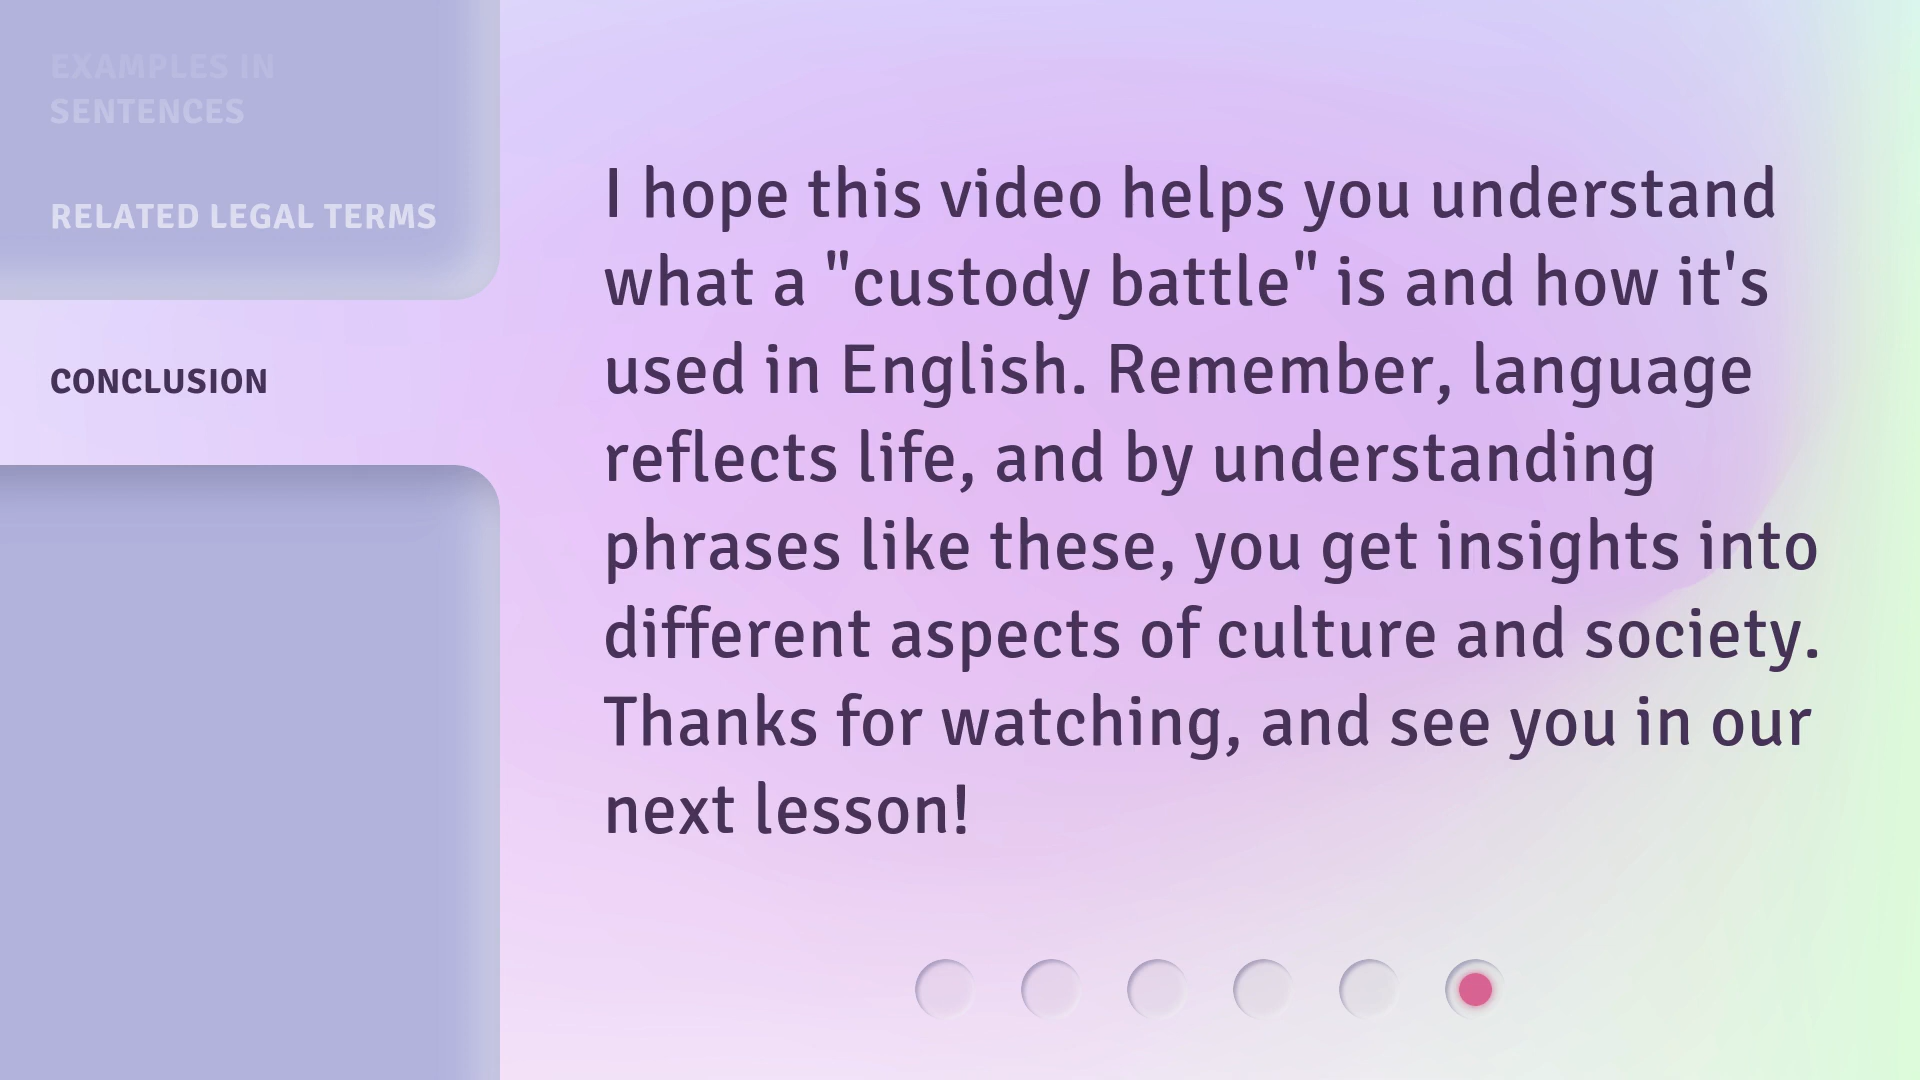 EXAMPLES IN
SENTENCES
RELATED LEGAL TERMS
CONCLUSION
I hope this video helps you understand
what a "custody battle" is and how it's
used in English. Remember, language
reflects life, and by understanding
phrases like these, you get insights into
different aspects of culture and society.
Thanks for watching, and see you in our
next lesson!